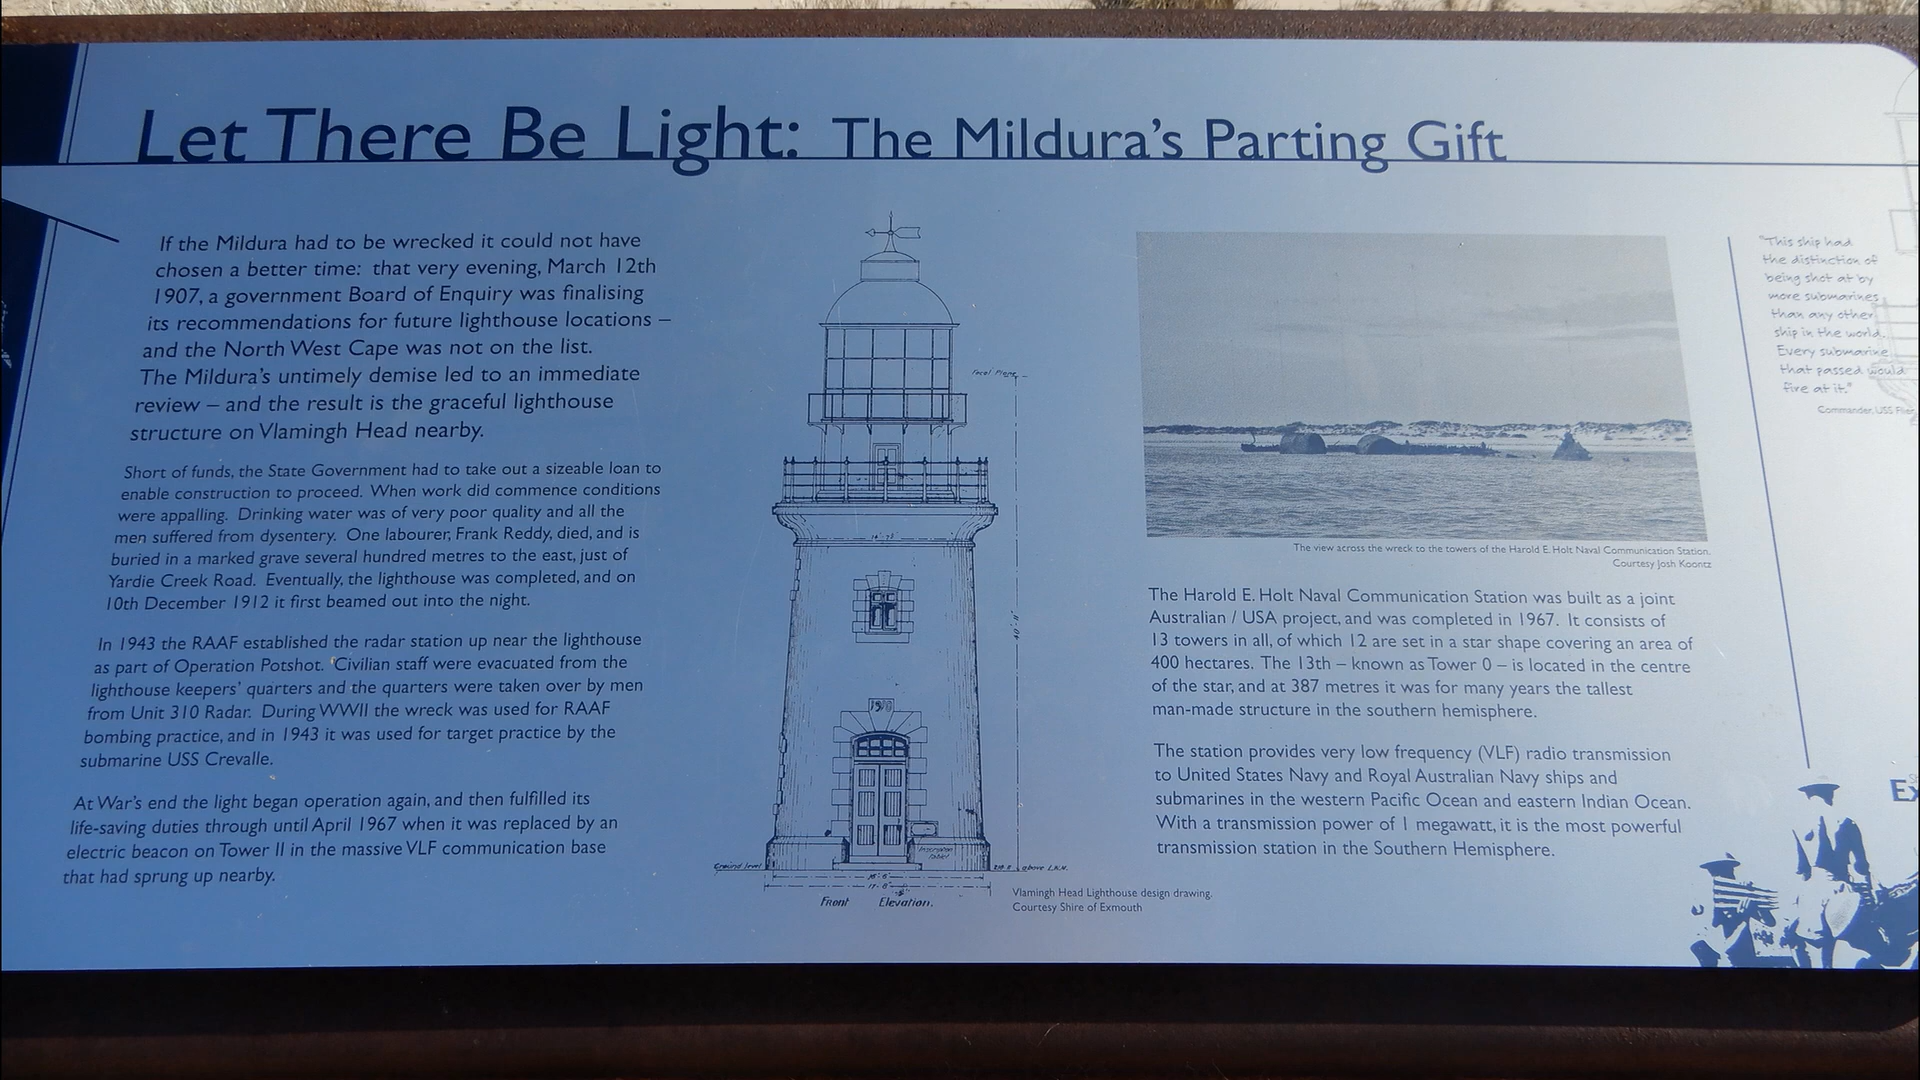 Let There Be Light: The Mildura's Parting Gift
If the Mildura had to be wrecked it could not have
chosen a better time: that very evening, March 12th
1907, a government Board of Enquiry was finalising
its recommendations for future lighthouse locations –
and the North West Cape was not on the list.
The Mildura's untimely demise led to an immediate
review – and the result is the graceful lighthouse
structure on Vlamingh Head nearby.
Short of funds, the State Government had to take out a sizeable loan to
enable construction to proceed. When work did commence conditions
were appalling. Drinking water was of very poor quality and all the
men suffered from dysentery. One labourer, Frank Reddy, died, and is
buried in a marked grave several hundred metres to the east, just of
Yardie Creek Road. Eventually, the lighthouse was completed, and on
10th December 1912 it first beamed out into the night.
In 1943 the RAAF established the radar station up near the lighthouse
as part of Operation Potshot. Civilian staff were evacuated from the
lighthouse keepers' quarters and the quarters were taken over by men
from Unit 310 Radar. During WWII the wreck was used for RAAF
bombing practice, and in 1943 it was used for target practice by the
submarine USS Crevalle.
At War's end the light began operation again, and then fulfilled its
life-saving duties through until April 1967 when it was replaced by an
electric beacon on Tower II in the massive VLF communication base
that had sprung up nearby.
Focal Plane
1910
Inscription
Tablet
Ground level
above L.W.M.
Front Elevation.
Vlamingh Head Lighthouse design drawing.
Courtesy Shire of Exmouth
The view across the wreck to the towers of the Harold E. Holt Naval Communication Station.
Courtesy Josh Koontz
The Harold E. Holt Naval Communication Station was built as a joint
Australian / USA project, and was completed in 1967. It consists of
13 towers in all, of which 12 are set in a star shape covering an area of
400 hectares. The 13th – known as Tower 0 – is located in the centre
of the star, and at 387 metres it was for many years the tallest
man-made structure in the southern hemisphere.
The station provides very low frequency (VLF) radio transmission
to United States Navy and Royal Australian Navy ships and
submarines in the western Pacific Ocean and eastern Indian Ocean.
With a transmission power of 1 megawatt, it is the most powerful
transmission station in the Southern Hemisphere.
"This ship had
the distinction of
being shot at by
more submarines
than any other
ship in the world.
Every submarine
that passed would
fire at it."
Commander, USS